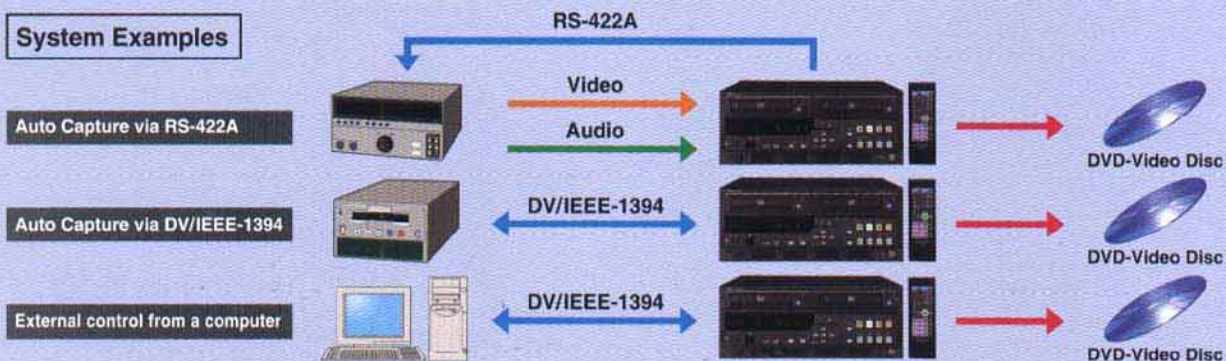 System Examples
RS-422A
Auto Capture via RS-422A
Video
Audio
DVD-Video Disc
Auto Capture via DV/IEEE-1394
DV/IEEE-1394
DVD-Video Disc
External control from a computer
DV/IEEE-1394
DVD-Video Disc